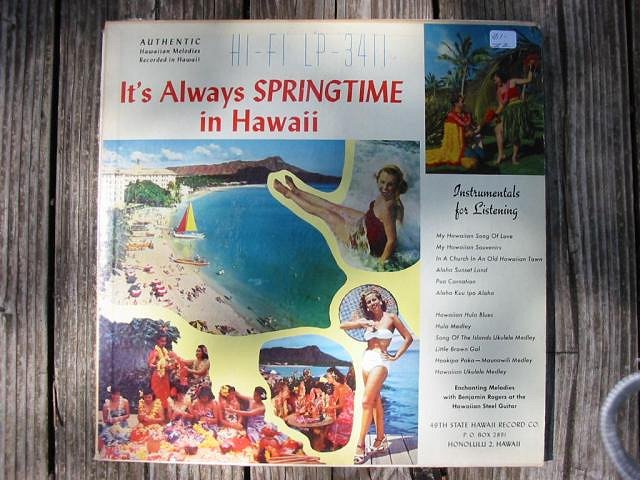 AUTHENTIC
Hawaiian Melodies
Recorded in Hawaii
HI-FI LP-3411
It's Always SPRINGTIME
in Hawaii
Instrumentals
for Listening
My Hawaiian Song Of Love
My Hawaiian Souvenirs
In A Church In An Old Hawaiian Town
Aloha Sunset Land
Pua Carnation
Aloha Kuu Ipo Aloha
Hawaiian Hula Blues
Hula Medley
Song Of The Islands Ukulele Medley
Little Brown Gal
Hookipa Paka—Maunawili Medley
Hawaiian Ukulele Medley
Enchanting Melodies
with Benjamin Rogers at the
Hawaiian Steel Guitar
49TH STATE HAWAII RECORD CO.
P. O. BOX 2891
HONOLULU 2, HAWAII